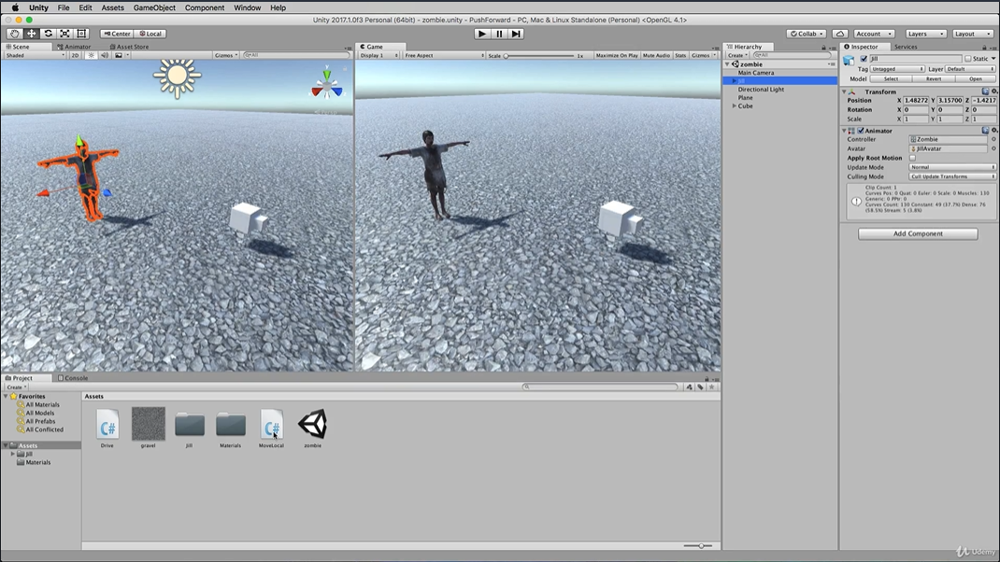 Unity File Edit Assets GameObject Component Window Help
Unity 2017.1.0f3 Personal (64bit) - zombie.unity - PushForward - PC, Mac & Linux Standalone (Personal) <OpenGL 4.1>
Center Local Collab Account Layers Layout
Scene Animator Asset Store Game Hierarchy Inspector Services
Shaded 2D Gizmos All Display 1 Free Aspect Scale 1x Maximize On Play Mute Audio Stats Gizmos Create All
Jill Static
Tag Untagged Layer Default
Model Select Revert Open
zombie
Main Camera
Jill
Directional Light
Plane
Cube
Transform
Position X 1.48272 Y 3.15700 Z -1.4217
Rotation X 0 Y 0 Z 0
Scale X 1 Y 1 Z 1
Animator
Controller Zombie
Avatar JillAvatar
Apply Root Motion
Update Mode Normal
Culling Mode Cull Update Transforms
Clip Count: 1
Curves Pos: 0 Quat: 0 Euler: 0 Scale: 0 Muscles: 130
Generic: 0 PPtr: 0
Curves Count: 130 Constant: 49 (37.7%) Dense: 76
(58.5%) Stream: 5 (3.8%)
Add Component
Project Console
Create
Favorites
All Materials
All Models
All Prefabs
All Conflicted
Assets
Jill
Materials
Assets
C# C#
Drive gravel Jill Materials MoveLocal zombie
Udemy